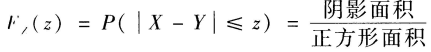 F_Z(z) = P(|X - Y| ≤ z) = 阴影面积/正方形面积